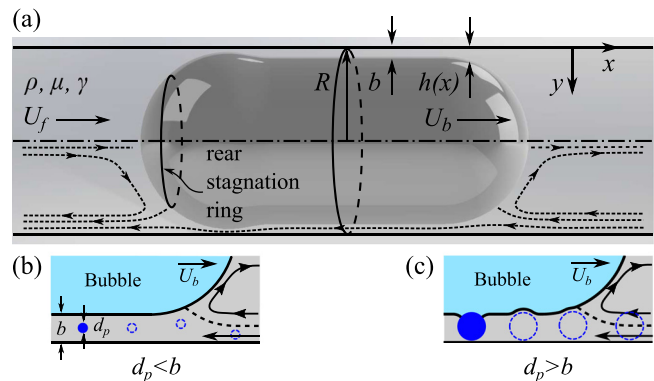 (a)
ρ, μ, γ
U_f
R
b
h(x)
x
y
U_b
rear
stagnation
ring
(b)
Bubble
U_b
b
d_p
d_p<b
(c)
Bubble
U_b
d_p>b